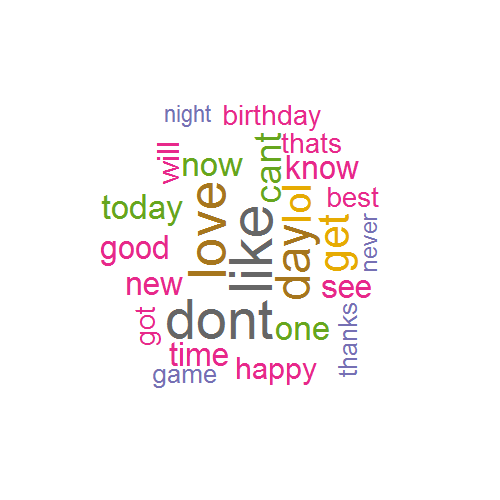 night
birthday
thats
will
now
cant
know
today
love
like
day
lol
best
get
never
good
new
see
got
dont
one
thanks
time
game
happy